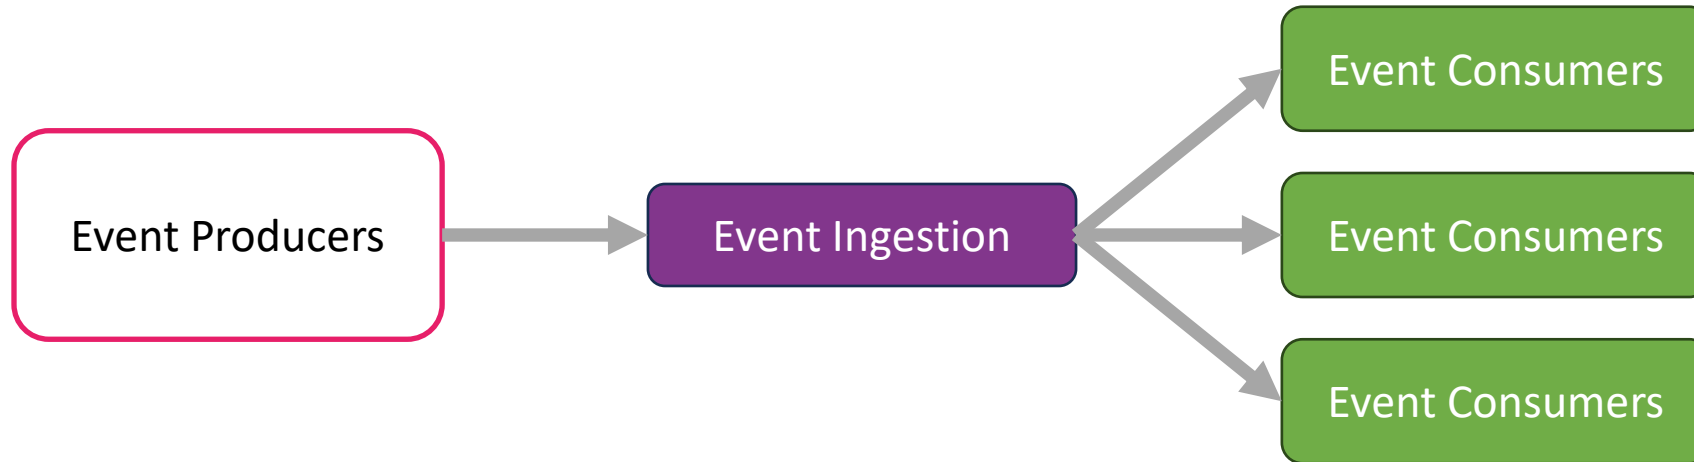 Event Producers
Event Ingestion
Event Consumers
Event Consumers
Event Consumers